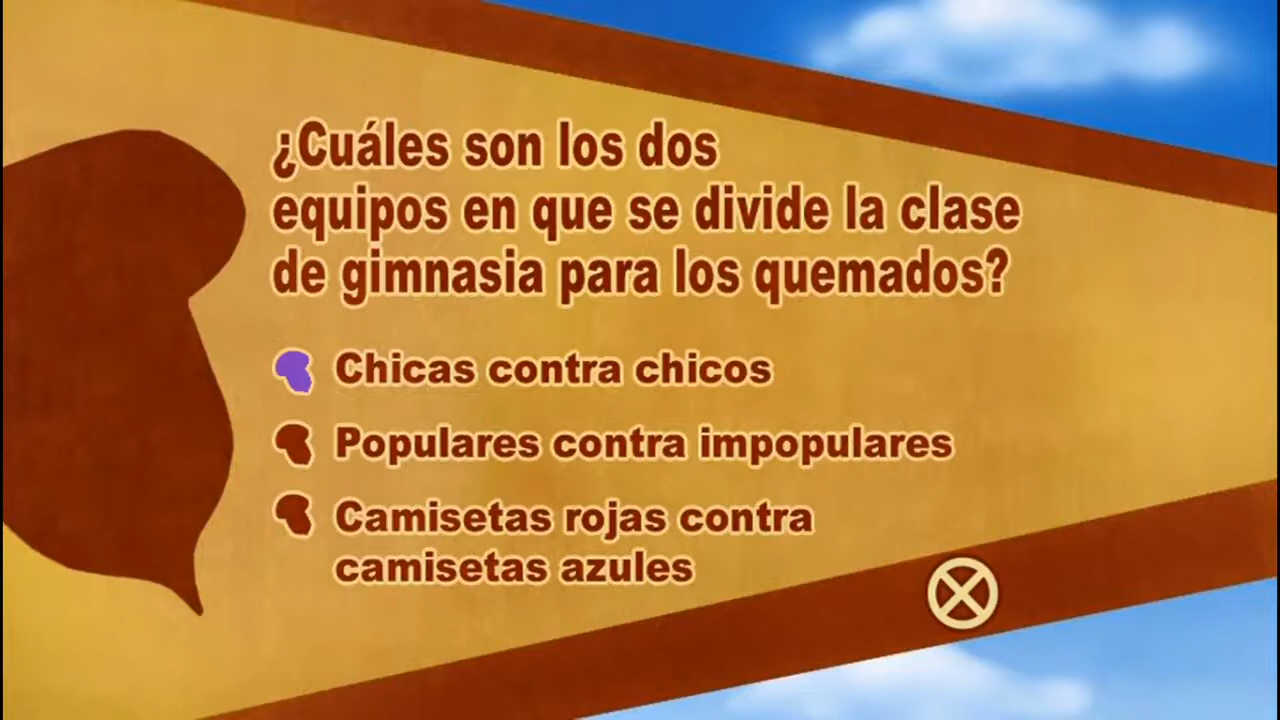 ¿Cuáles son los dos
equipos en que se divide la clase
de gimnasia para los quemados?
Chicas contra chicos
Populares contra impopulares
Camisetas rojas contra
camisetas azules